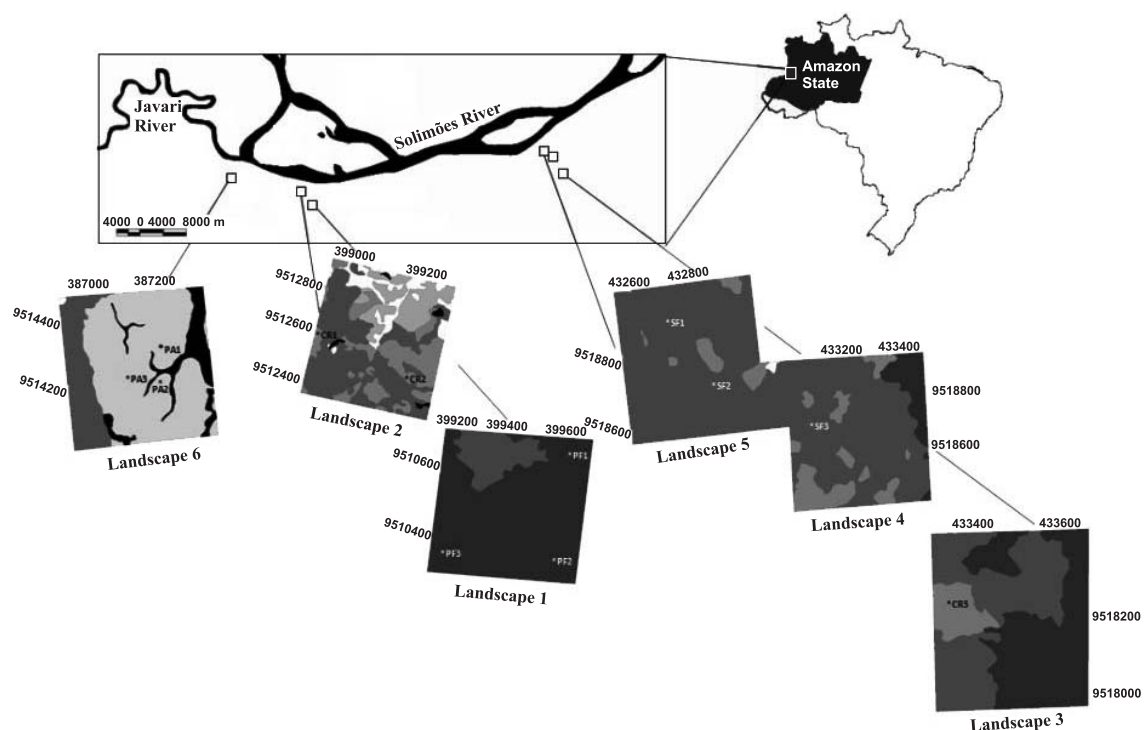 Amazon
State
Javari
River
Solimões River
4000 0 4000 8000 m
387000 387200
9514400
9514200
*PA1
*PA3
*PA2
Landscape 6
399000 399200
9512800
9512600
9512400
*CR1
*CR2
Landscape 2
399200 399400 399600
9510600
9510400
*PF1
*PF3
*PF2
Landscape 1
432600 432800
9518800
9518600
*SF1
*SF2
Landscape 5
433200 433400
9518800
9518600
*SF3
Landscape 4
433400 433600
9518200
9518000
*CR3
Landscape 3